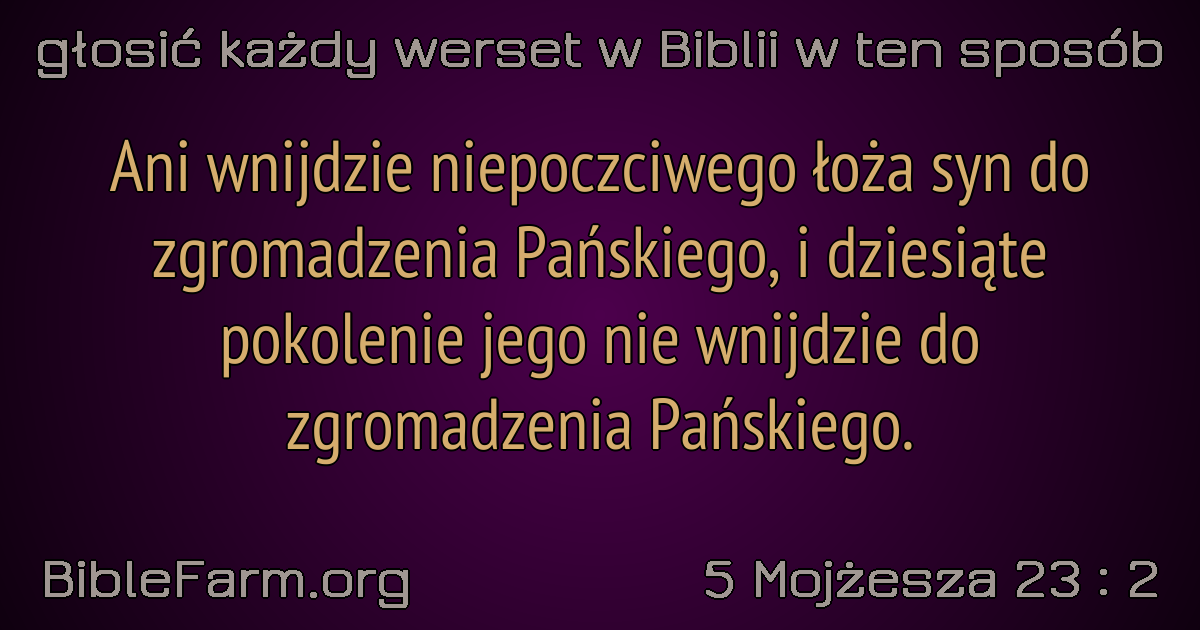 głosić każdy werset w Biblii w ten sposób
Ani wnijdzie niepoczciwego łoża syn do
zgromadzenia Pańskiego, i dziesiąte
pokolenie jego nie wnijdzie do
zgromadzenia Pańskiego.
BibleFarm.org
5 Mojżesza 23 : 2